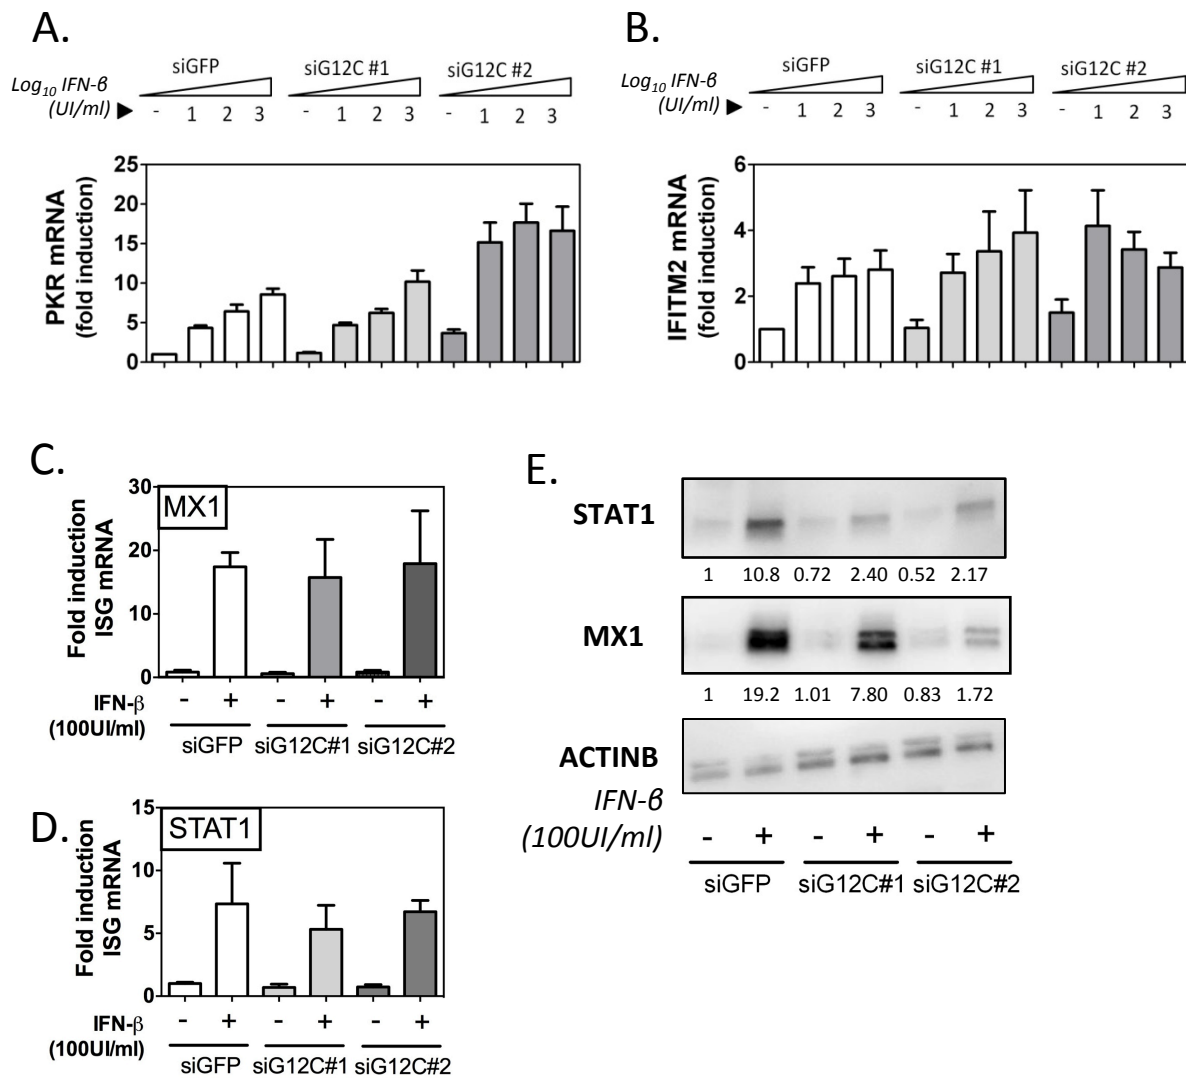 A.
siGFP siG12C #1 siG12C #2
Log₁₀ IFN-β
(UI/ml) ▶ - 1 2 3 - 1 2 3 - 1 2 3
PKR mRNA
(fold induction)
25
20
15
10
5
0
B.
siGFP siG12C #1 siG12C #2
Log₁₀ IFN-β
(UI/ml) ▶ - 1 2 3 - 1 2 3 - 1 2 3
IFITM2 mRNA
(fold induction)
6
4
2
0
C.
MX1
Fold induction
ISG mRNA
30
20
10
0
IFN-β - + - + - +
(100UI/ml)
siGFP siG12C#1 siG12C#2
D.
STAT1
Fold induction
ISG mRNA
15
10
5
0
IFN-β - + - + - +
(100UI/ml)
siGFP siG12C#1 siG12C#2
E.
STAT1
1 10.8 0.72 2.40 0.52 2.17
MX1
1 19.2 1.01 7.80 0.83 1.72
ACTINB
IFN-β
(100UI/ml) - + - + - +
siGFP siG12C#1 siG12C#2